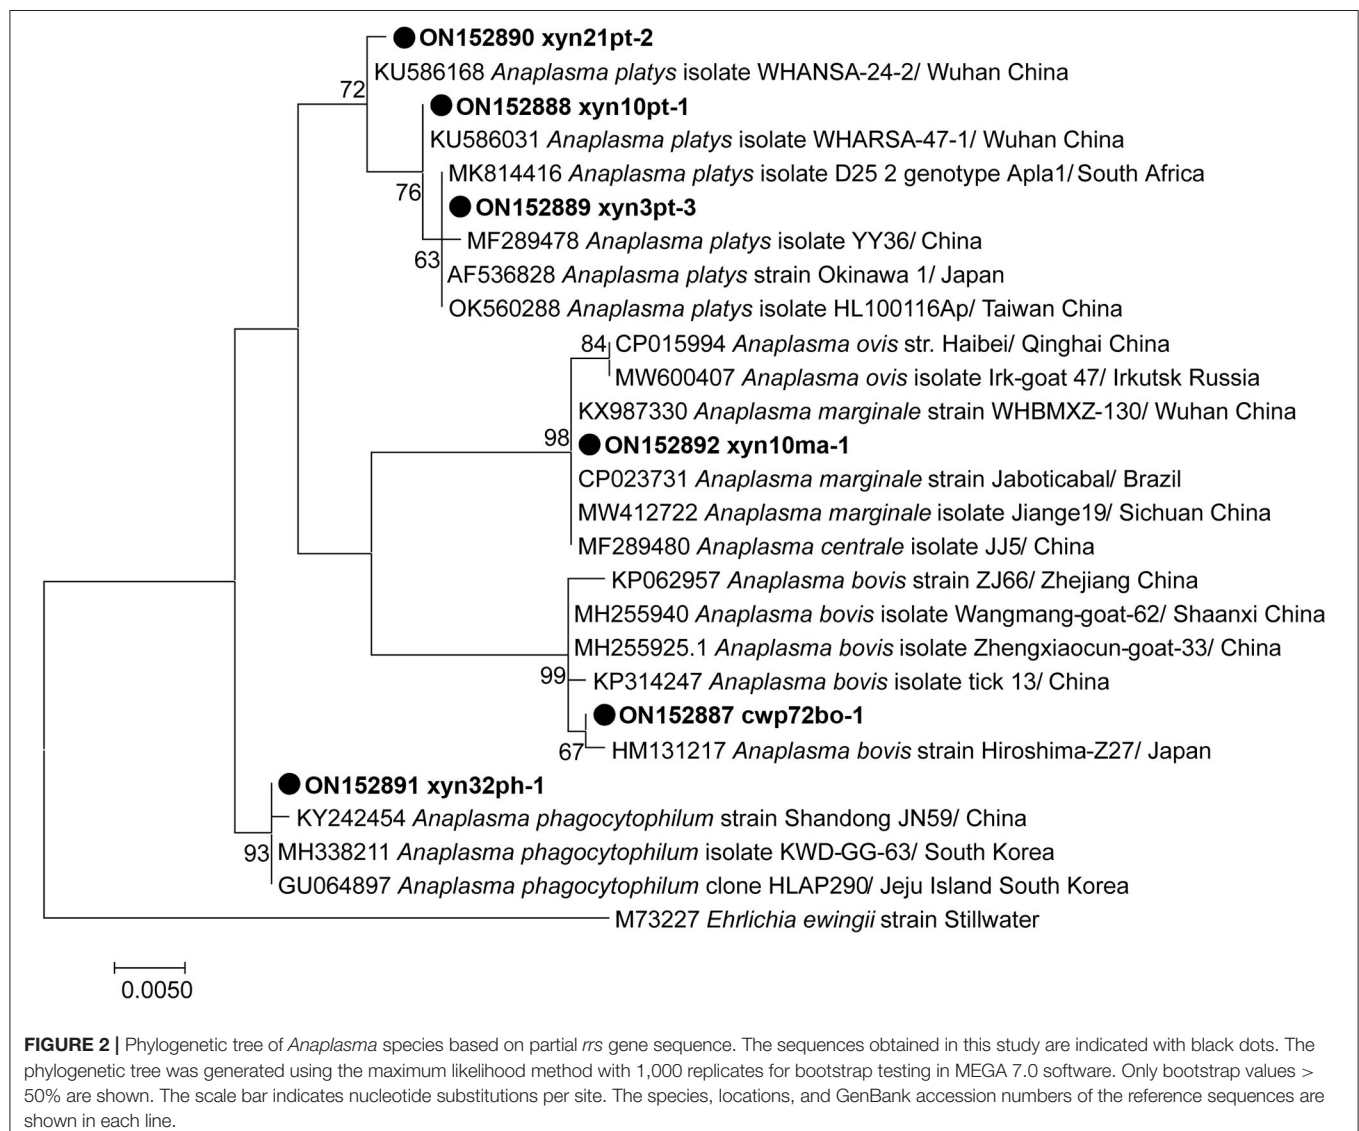 ON152890 xyn21pt-2
KU586168 Anaplasma platys isolate WHANSA-24-2/ Wuhan China
72
ON152888 xyn10pt-1
KU586031 Anaplasma platys isolate WHARSA-47-1/ Wuhan China
MK814416 Anaplasma platys isolate D25 2 genotype Apla1/ South Africa
76
ON152889 xyn3pt-3
MF289478 Anaplasma platys isolate YY36/ China
63
AF536828 Anaplasma platys strain Okinawa 1/ Japan
OK560288 Anaplasma platys isolate HL100116Ap/ Taiwan China
84
CP015994 Anaplasma ovis str. Haibei/ Qinghai China
MW600407 Anaplasma ovis isolate Irk-goat 47/ Irkutsk Russia
KX987330 Anaplasma marginale strain WHBMXZ-130/ Wuhan China
98
ON152892 xyn10ma-1
CP023731 Anaplasma marginale strain Jaboticabal/ Brazil
MW412722 Anaplasma marginale isolate Jiange19/ Sichuan China
MF289480 Anaplasma centrale isolate JJ5/ China
KP062957 Anaplasma bovis strain ZJ66/ Zhejiang China
MH255940 Anaplasma bovis isolate Wangmang-goat-62/ Shaanxi China
MH255925.1 Anaplasma bovis isolate Zhengxiaocun-goat-33/ China
99
KP314247 Anaplasma bovis isolate tick 13/ China
ON152887 cwp72bo-1
67
HM131217 Anaplasma bovis strain Hiroshima-Z27/ Japan
ON152891 xyn32ph-1
KY242454 Anaplasma phagocytophilum strain Shandong JN59/ China
93
MH338211 Anaplasma phagocytophilum isolate KWD-GG-63/ South Korea
GU064897 Anaplasma phagocytophilum clone HLAP290/ Jeju Island South Korea
M73227 Ehrlichia ewingii strain Stillwater
0.0050
FIGURE 2 | Phylogenetic tree of Anaplasma species based on partial rrs gene sequence. The sequences obtained in this study are indicated with black dots. The
phylogenetic tree was generated using the maximum likelihood method with 1,000 replicates for bootstrap testing in MEGA 7.0 software. Only bootstrap values >
50% are shown. The scale bar indicates nucleotide substitutions per site. The species, locations, and GenBank accession numbers of the reference sequences are
shown in each line.